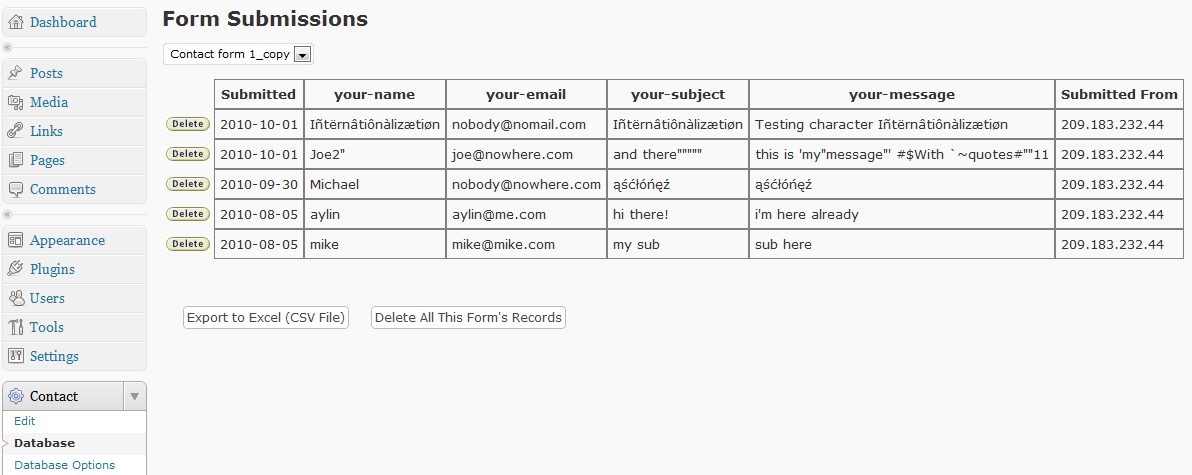 Dashboard
Posts
Media
Links
Pages
Comments
Appearance
Plugins
Users
Tools
Settings
Contact
Edit
Database
Database Options
Form Submissions
Contact form 1_copy
Submitted your-name your-email your-subject your-message Submitted From
Delete 2010-10-01 Iñtërnâtiônàlizætiøn nobody@nomail.com Iñtërnâtiônàlizætiøn Testing character Iñtërnâtiônàlizætiøn 209.183.232.44
Delete 2010-10-01 Joe2" joe@nowhere.com and there""""" this is 'my"message"' #$With `~quotes#""11 209.183.232.44
Delete 2010-09-30 Michael nobody@nowhere.com ąśćłóńęź ąśćłóńęź 209.183.232.44
Delete 2010-08-05 aylin aylin@me.com hi there! i'm here already 209.183.232.44
Delete 2010-08-05 mike mike@mike.com my sub sub here 209.183.232.44
Export to Excel (CSV File) Delete All This Form's Records